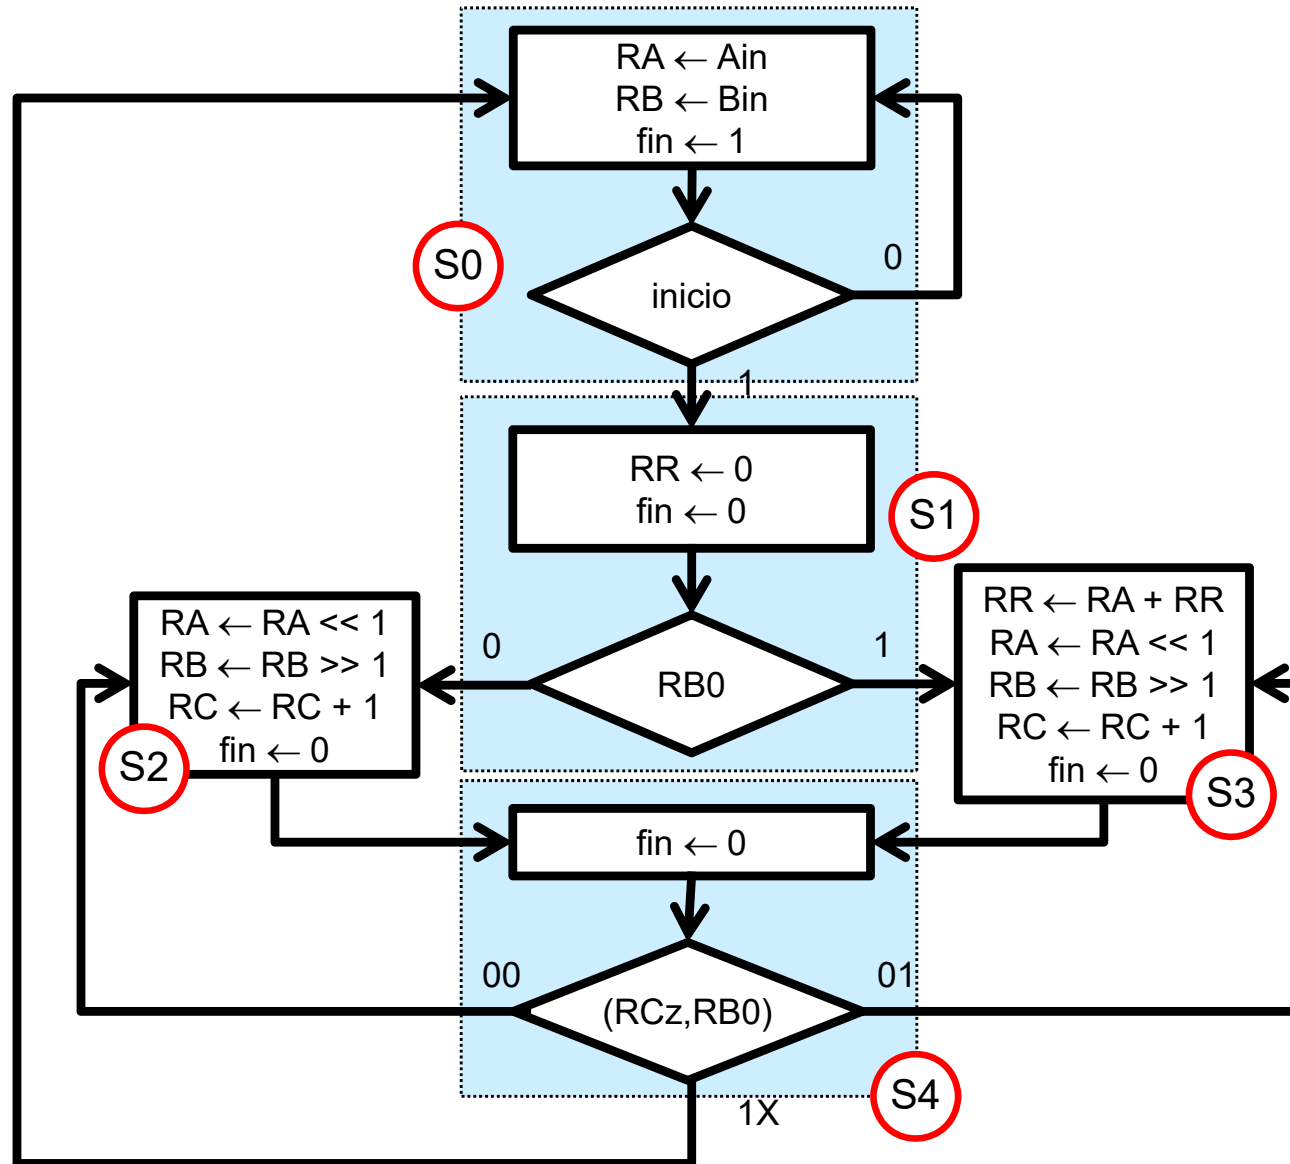 RA ← Ain
RB ← Bin
fin ← 1
S0
inicio
0
1
RR ← 0
fin ← 0
S1
RB0
0
1
RA ← RA << 1
RB ← RB >> 1
RC ← RC + 1
fin ← 0
S2
RR ← RA + RR
RA ← RA << 1
RB ← RB >> 1
RC ← RC + 1
fin ← 0
S3
fin ← 0
00
01
(RCz,RB0)
1X
S4